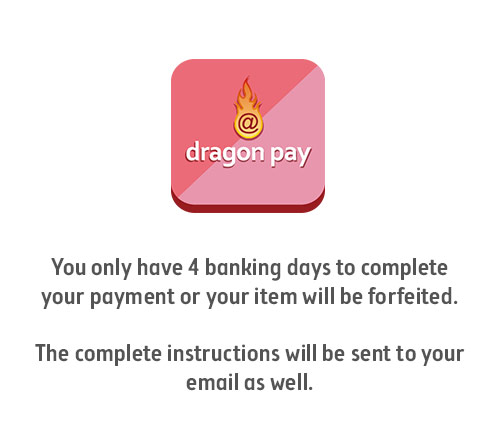 @
dragon pay
You only have 4 banking days to complete
your payment or your item will be forfeited.
The complete instructions will be sent to your
email as well.